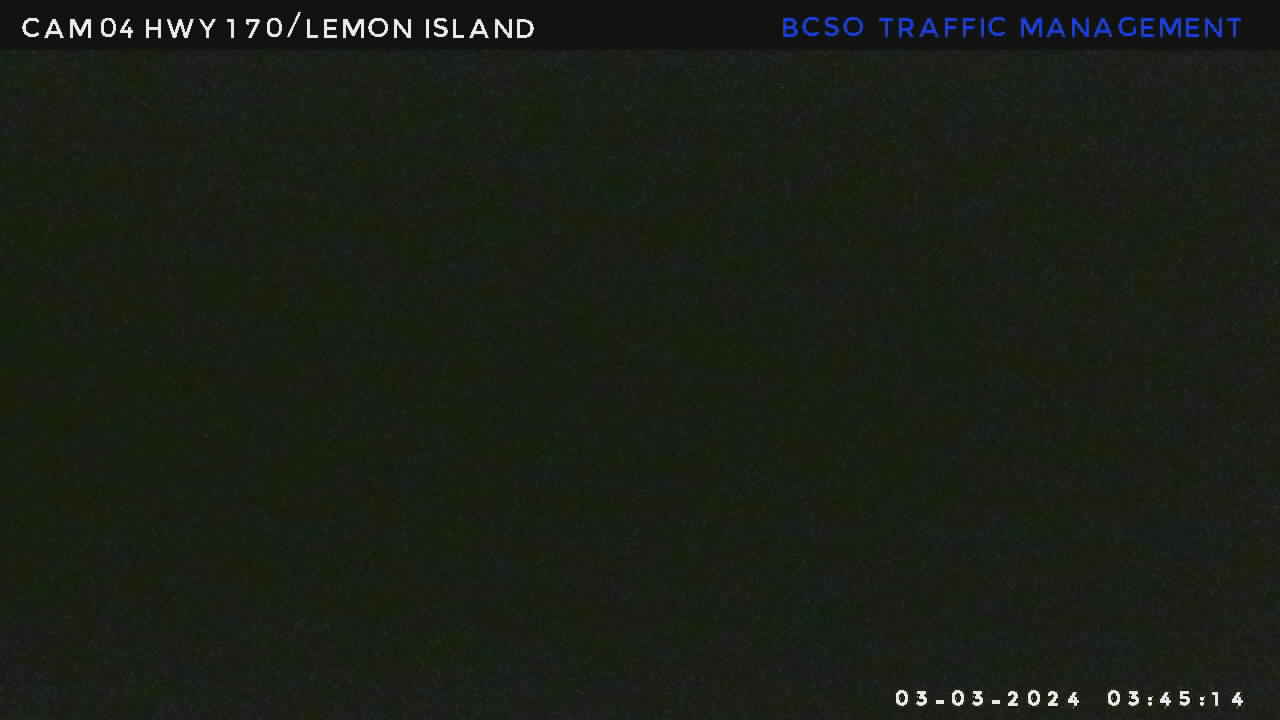 CAM 04 HWY 170/LEMON ISLAND
BCSO TRAFFIC MANAGEMENT
03-03-2024 03:45:14